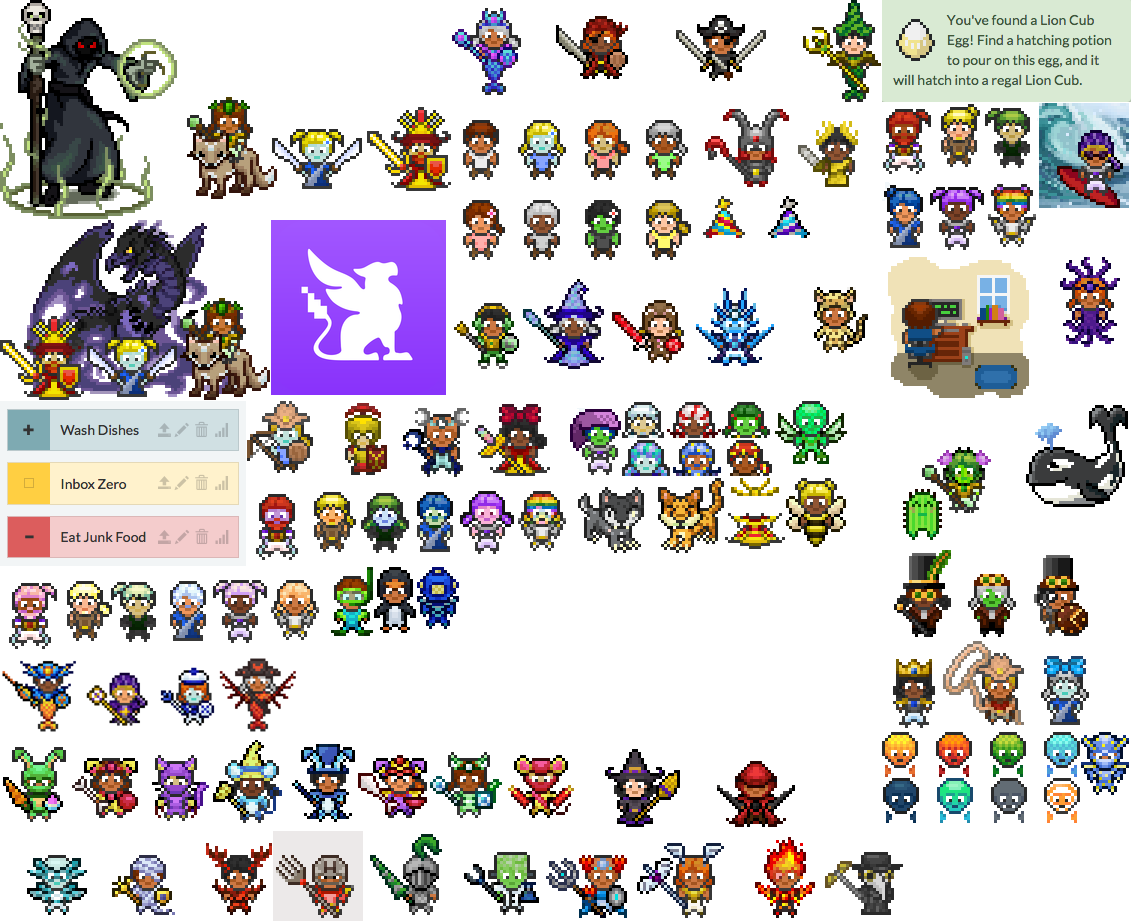 You've found a Lion Cub
Egg! Find a hatching potion
to pour on this egg, and it
will hatch into a regal Lion Cub.
Wash Dishes
Inbox Zero
Eat Junk Food